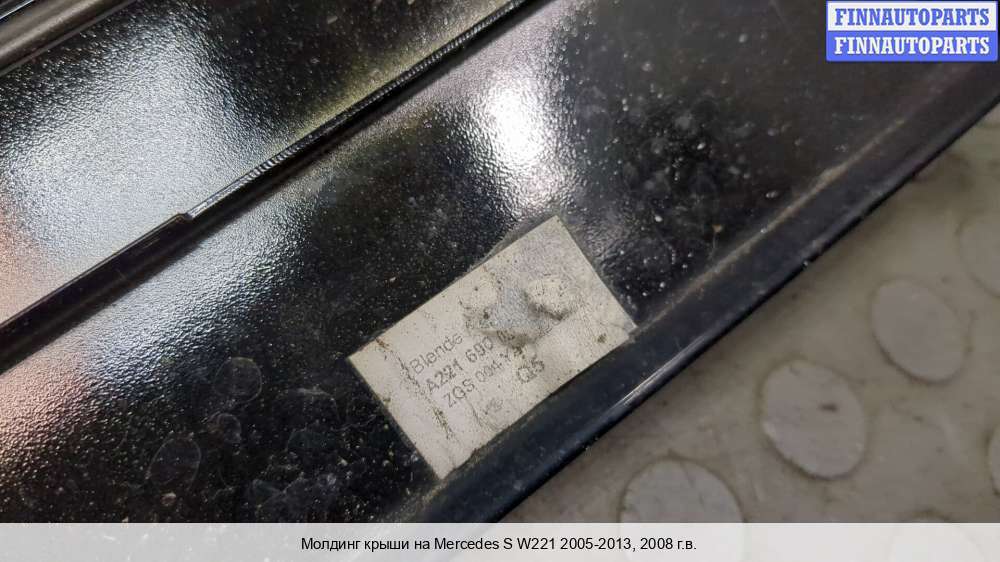 FINNAUTOPARTS
FINNAUTOPARTS
Blende
A221 690
ZGS 004
Q5
Молдинг крыши на Mercedes S W221 2005-2013, 2008 г.в.